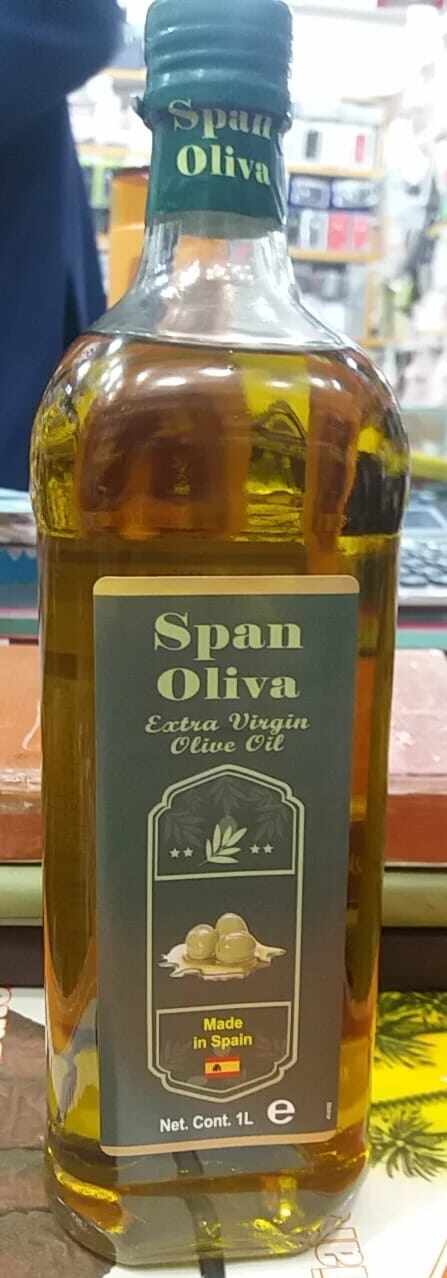 Span
Oliva
Span
Oliva
Extra Virgin
Olive Oil
Made
in Spain
Net. Cont. 1L e